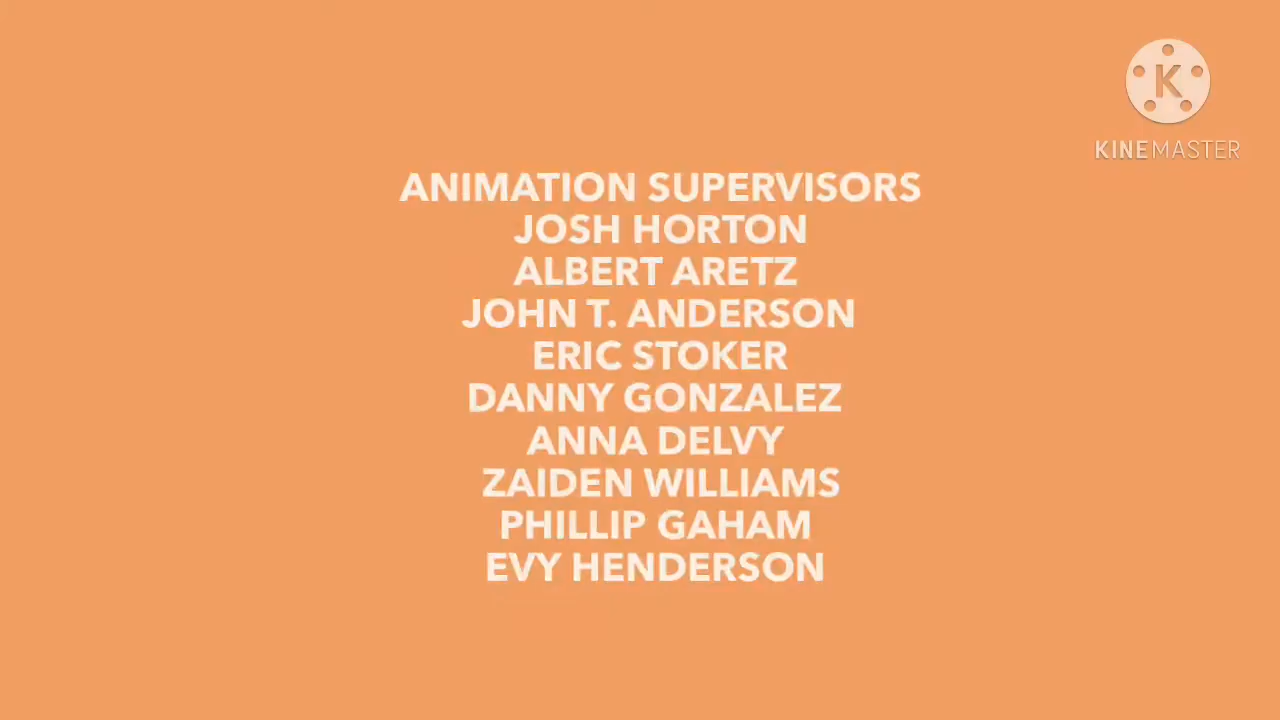 K
KINEMASTER
ANIMATION SUPERVISORS
JOSH HORTON
ALBERT ARETZ
JOHN T. ANDERSON
ERIC STOKER
DANNY GONZALEZ
ANNA DELVY
ZAIDEN WILLIAMS
PHILLIP GAHAM
EVY HENDERSON